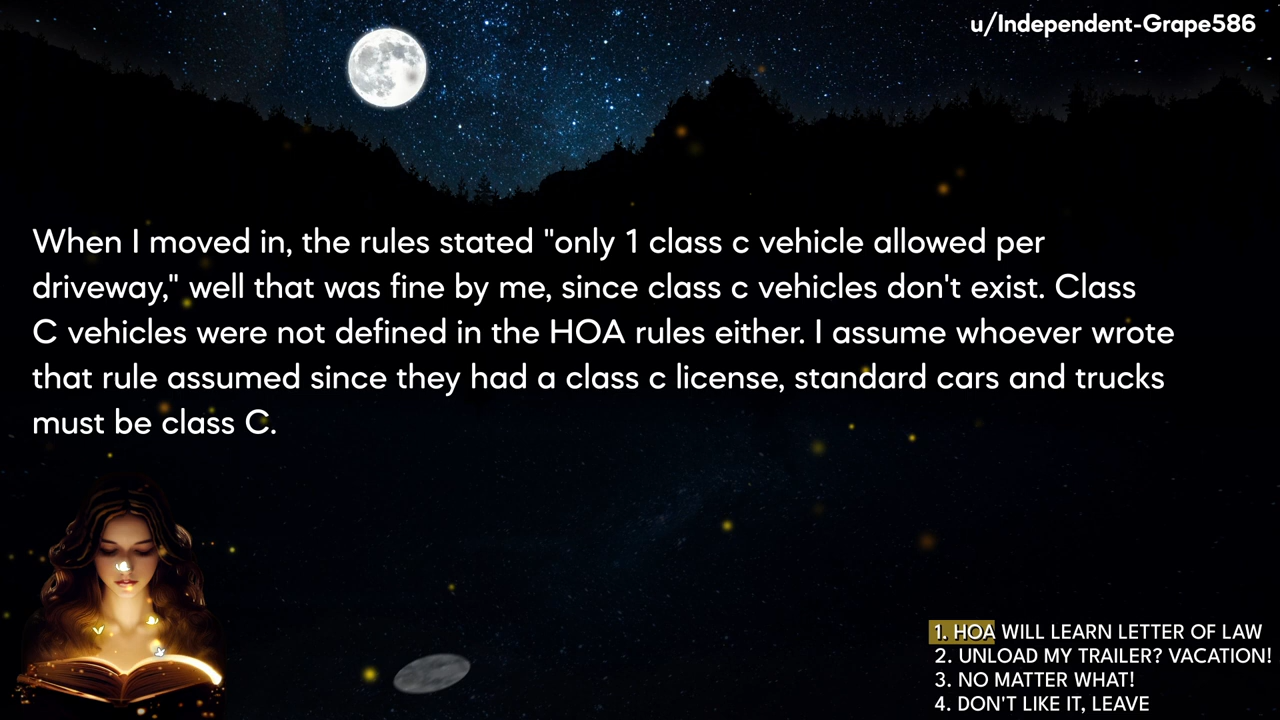 u/Independent-Grape586
When I moved in, the rules stated "only 1 class c vehicle allowed per
driveway," well that was fine by me, since class c vehicles don't exist. Class
C vehicles were not defined in the HOA rules either. I assume whoever wrote
that rule assumed since they had a class c license, standard cars and trucks
must be class C.
1. HOA WILL LEARN LETTER OF LAW
2. UNLOAD MY TRAILER? VACATION!
3. NO MATTER WHAT!
4. DON'T LIKE IT, LEAVE